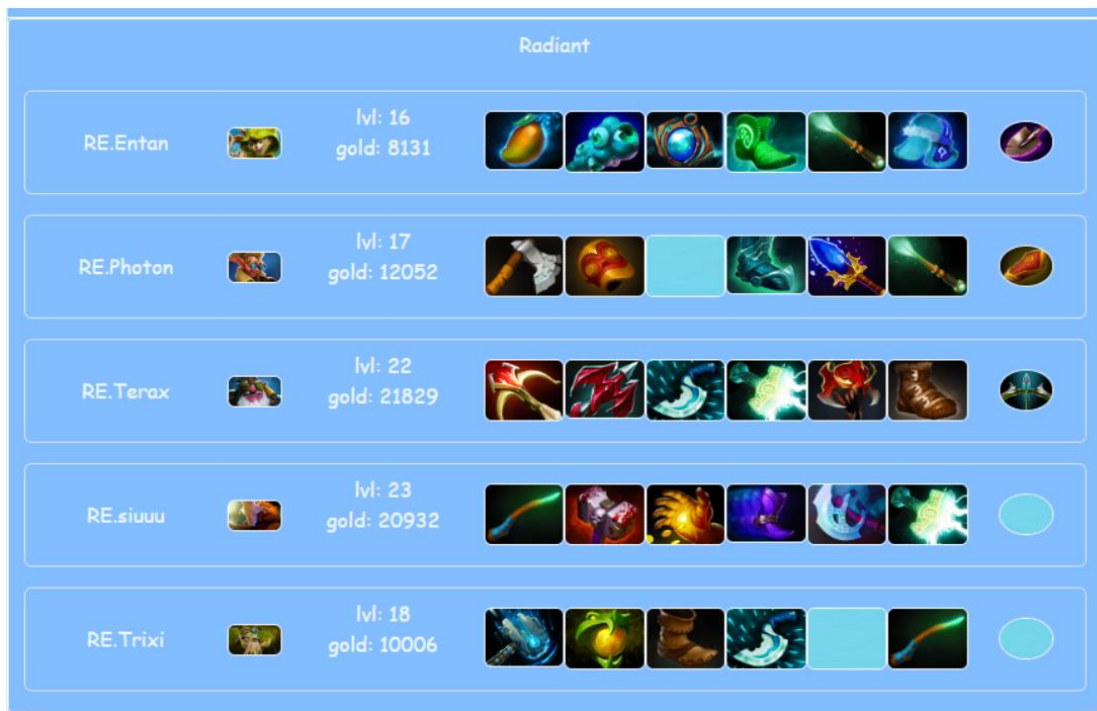 Radiant
RE.Entan
lvl: 16
gold: 8131
RE.Photon
lvl: 17
gold: 12052
RE.Terax
lvl: 22
gold: 21829
RE.siuuu
lvl: 23
gold: 20932
RE.Trixi
lvl: 18
gold: 10006